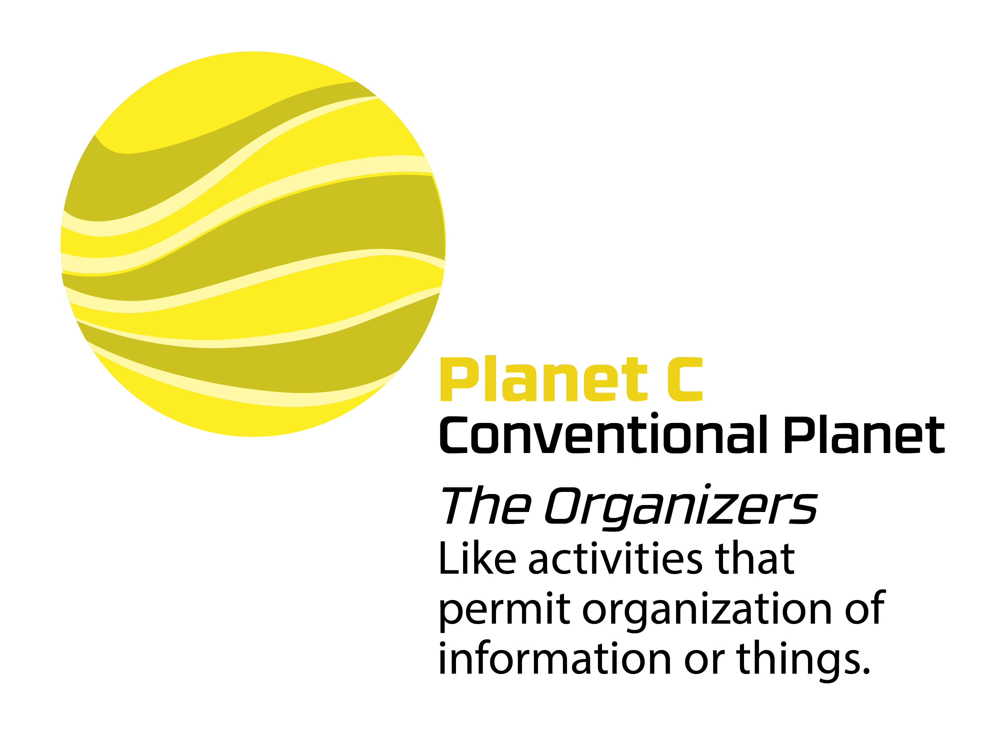 Planet C
Conventional Planet
The Organizers
Like activities that
permit organization of
information or things.